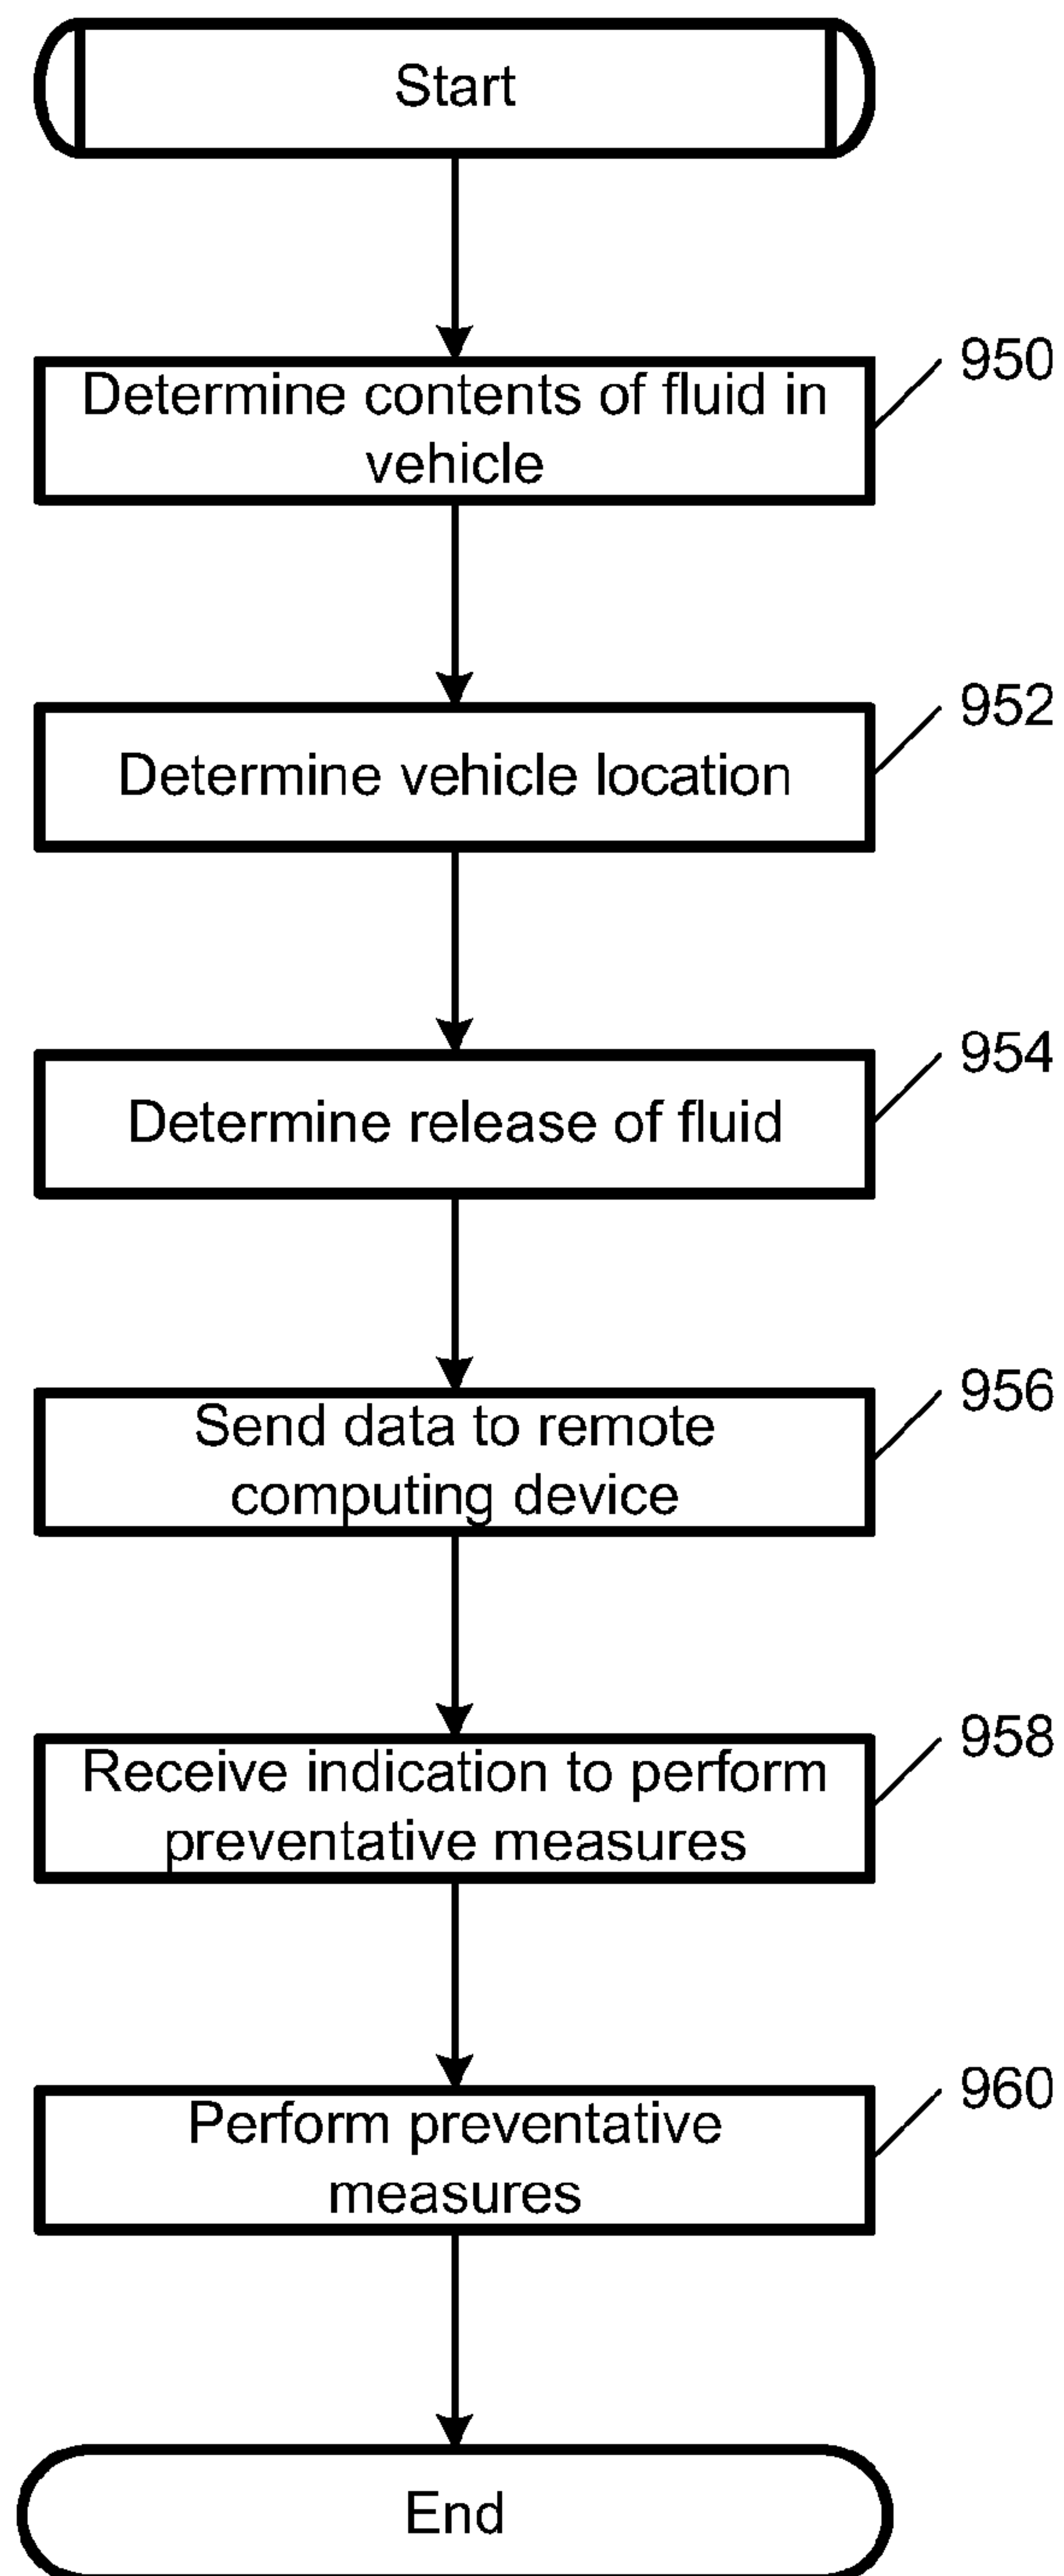 Start
950
Determine contents of fluid in
vehicle
952
Determine vehicle location
954
Determine release of fluid
956
Send data to remote
computing device
958
Receive indication to perform
preventative measures
960
Perform preventative
measures
End